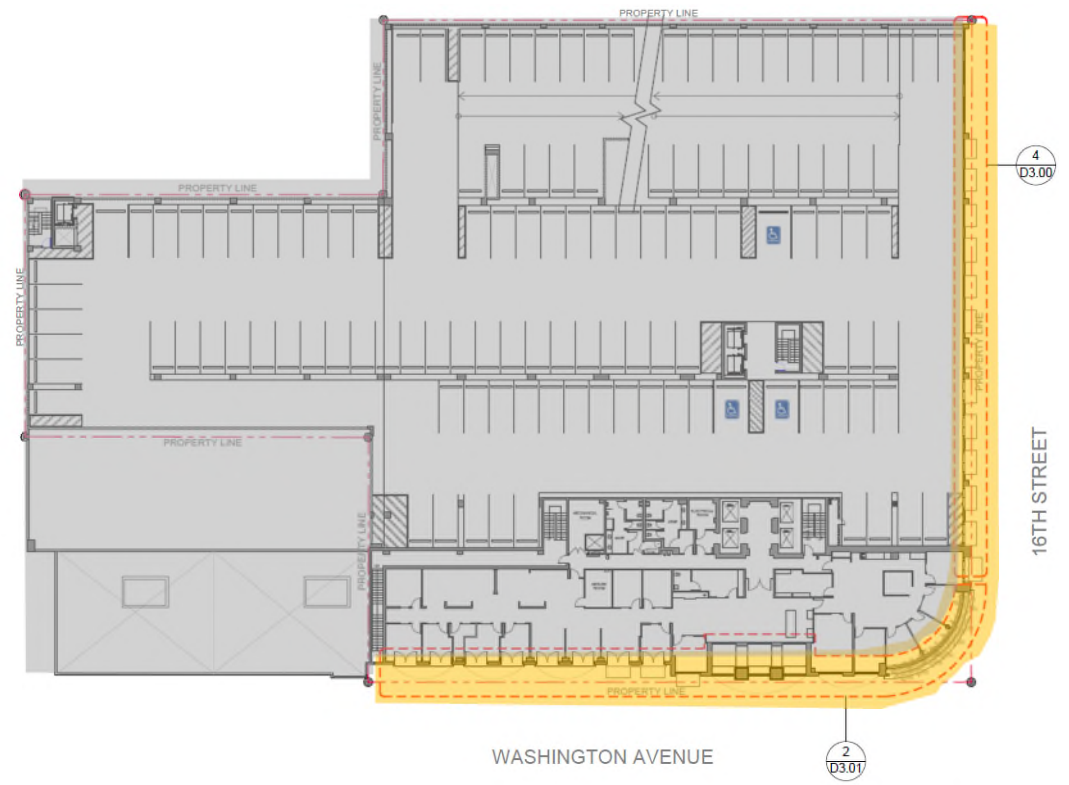 PROPERTY LINE
PROPERTY LINE
4
D3.00
PROPERTY LINE
PROPERTY LINE
PROPERTY LINE
PROPERTY LINE
16TH STREET
MECHANICAL
ROOM
ELECTRICAL
ROOM
PROPERTY LINE
PROPERTY LINE
WASHINGTON AVENUE
2
D3.01